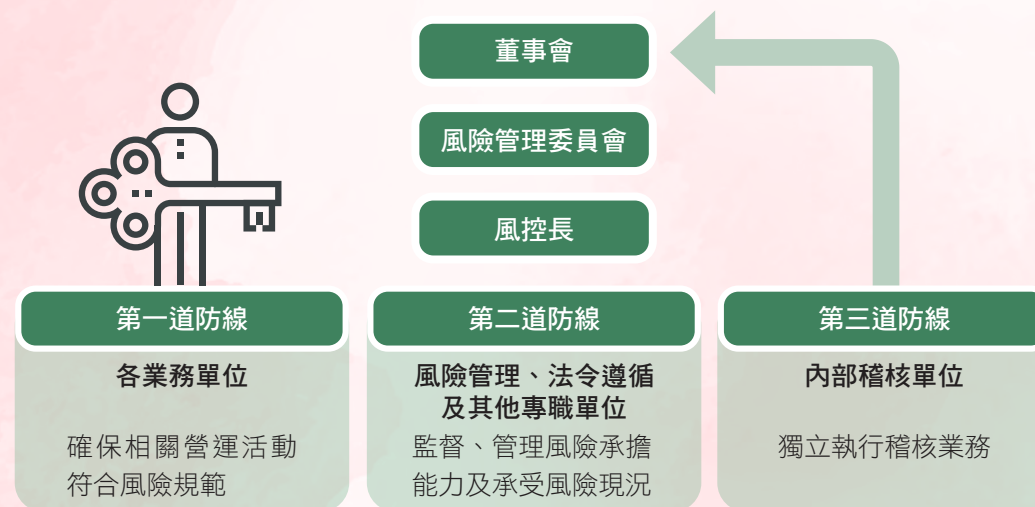 董事會
風險管理委員會
風控長
第一道防線
各業務單位
確保相關營運活動
符合風險規範
第二道防線
風險管理、法令遵循
及其他專職單位
監督、管理風險承擔
能力及承受風險現況
第三道防線
內部稽核單位
獨立執行稽核業務